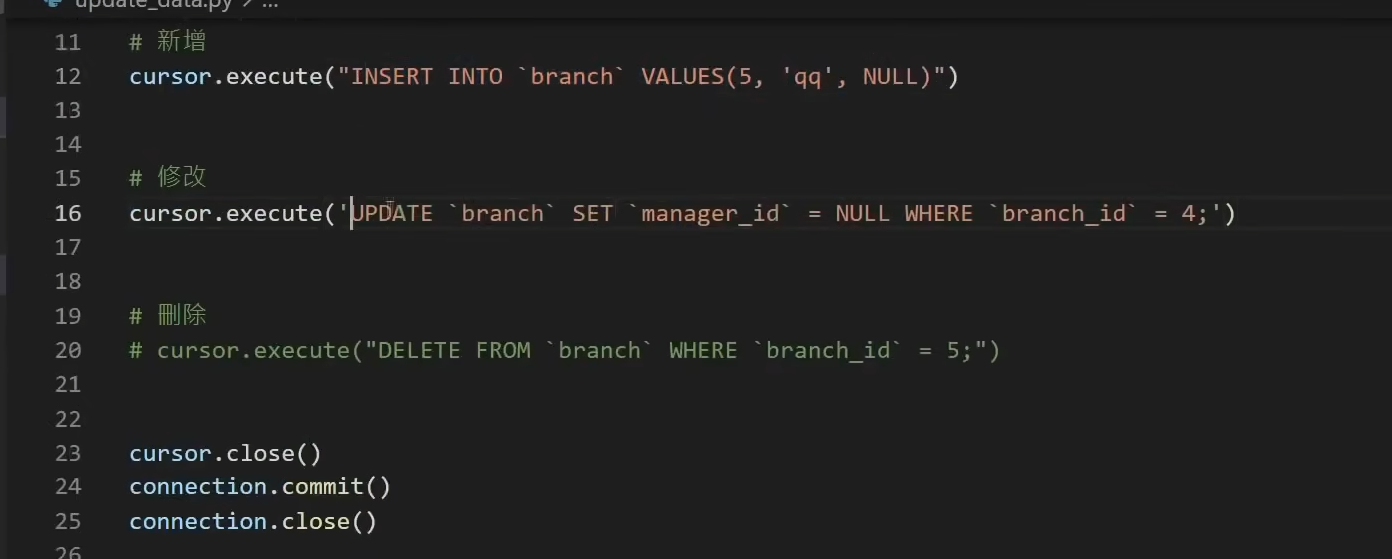 update_data.py > ...
11 # 新增
12 cursor.execute("INSERT INTO `branch` VALUES(5, 'qq', NULL)")
13
14
15 # 修改
16 cursor.execute('UPDATE `branch` SET `manager_id` = NULL WHERE `branch_id` = 4;')
17
18
19 # 刪除
20 # cursor.execute("DELETE FROM `branch` WHERE `branch_id` = 5;")
21
22
23 cursor.close()
24 connection.commit()
25 connection.close()
26